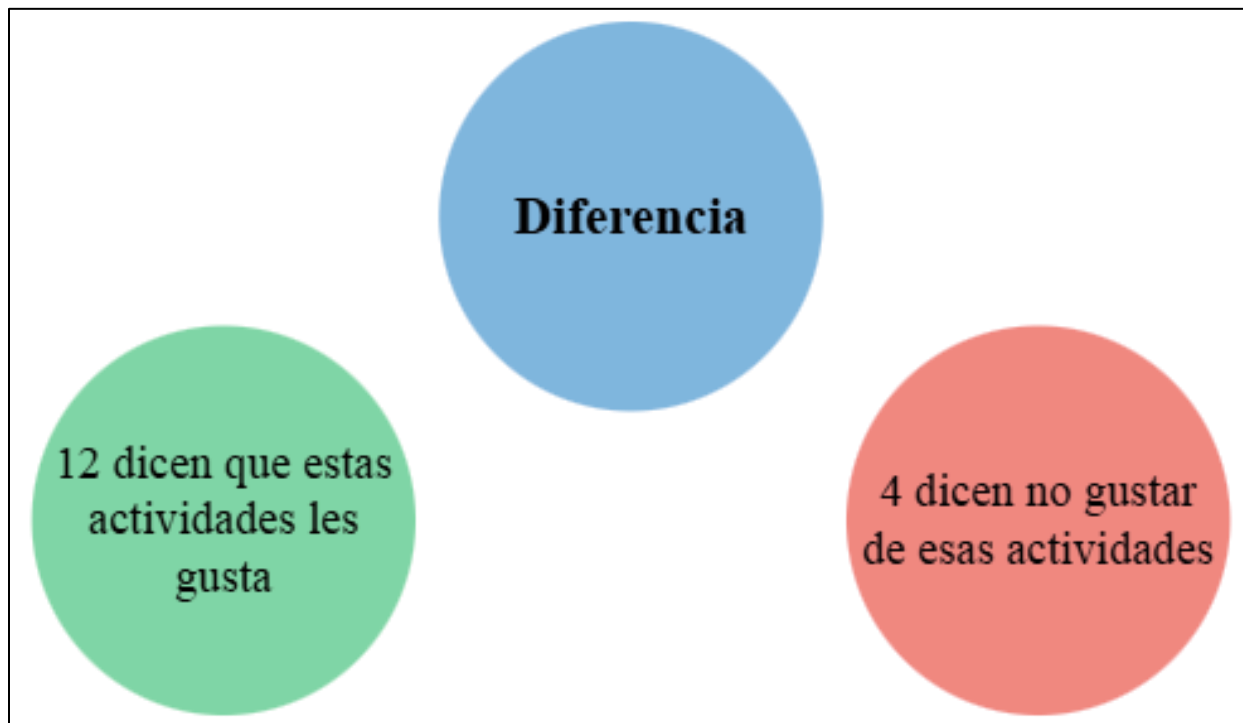 Diferencia
12 dicen que estas
actividades les
gusta
4 dicen no gustar
de esas actividades